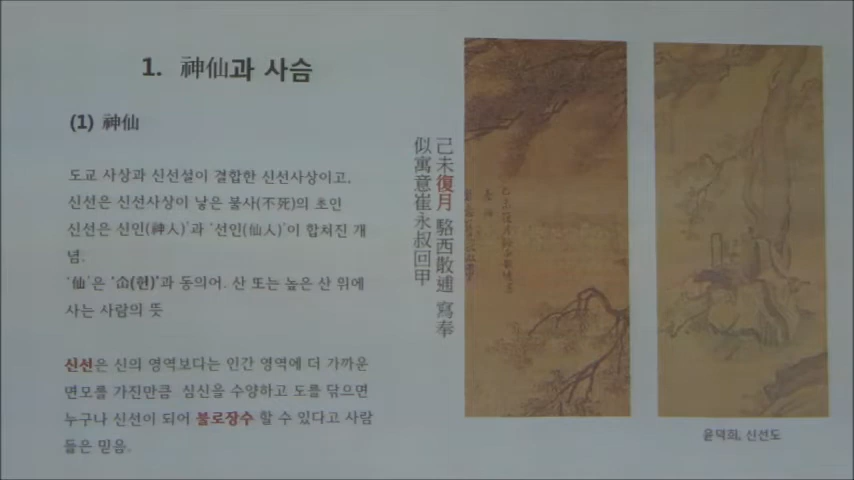 1. 神仙과 사슴
(1) 神仙
도교 사상과 신선설이 결합한 신선사상이고,
신선은 신선사상이 낳은 불사(不死)의 초인
신선은 신인(神人)'과 '선인(仙人)'이 합쳐진 개
념.
'仙'은 '仚(헌)'과 동의어. 산 또는 높은 산 위에
사는 사람의 뜻
신선은 신의 영역보다는 인간 영역에 더 가까운
면모를 가진만큼 심신을 수양하고 도를 닦으면
누구나 신선이 되어 불로장수 할 수 있다고 사람
들은 믿음.
己未復月 駱西散逋 寫奉
似寓意崔永叔回甲
윤덕희, 신선도